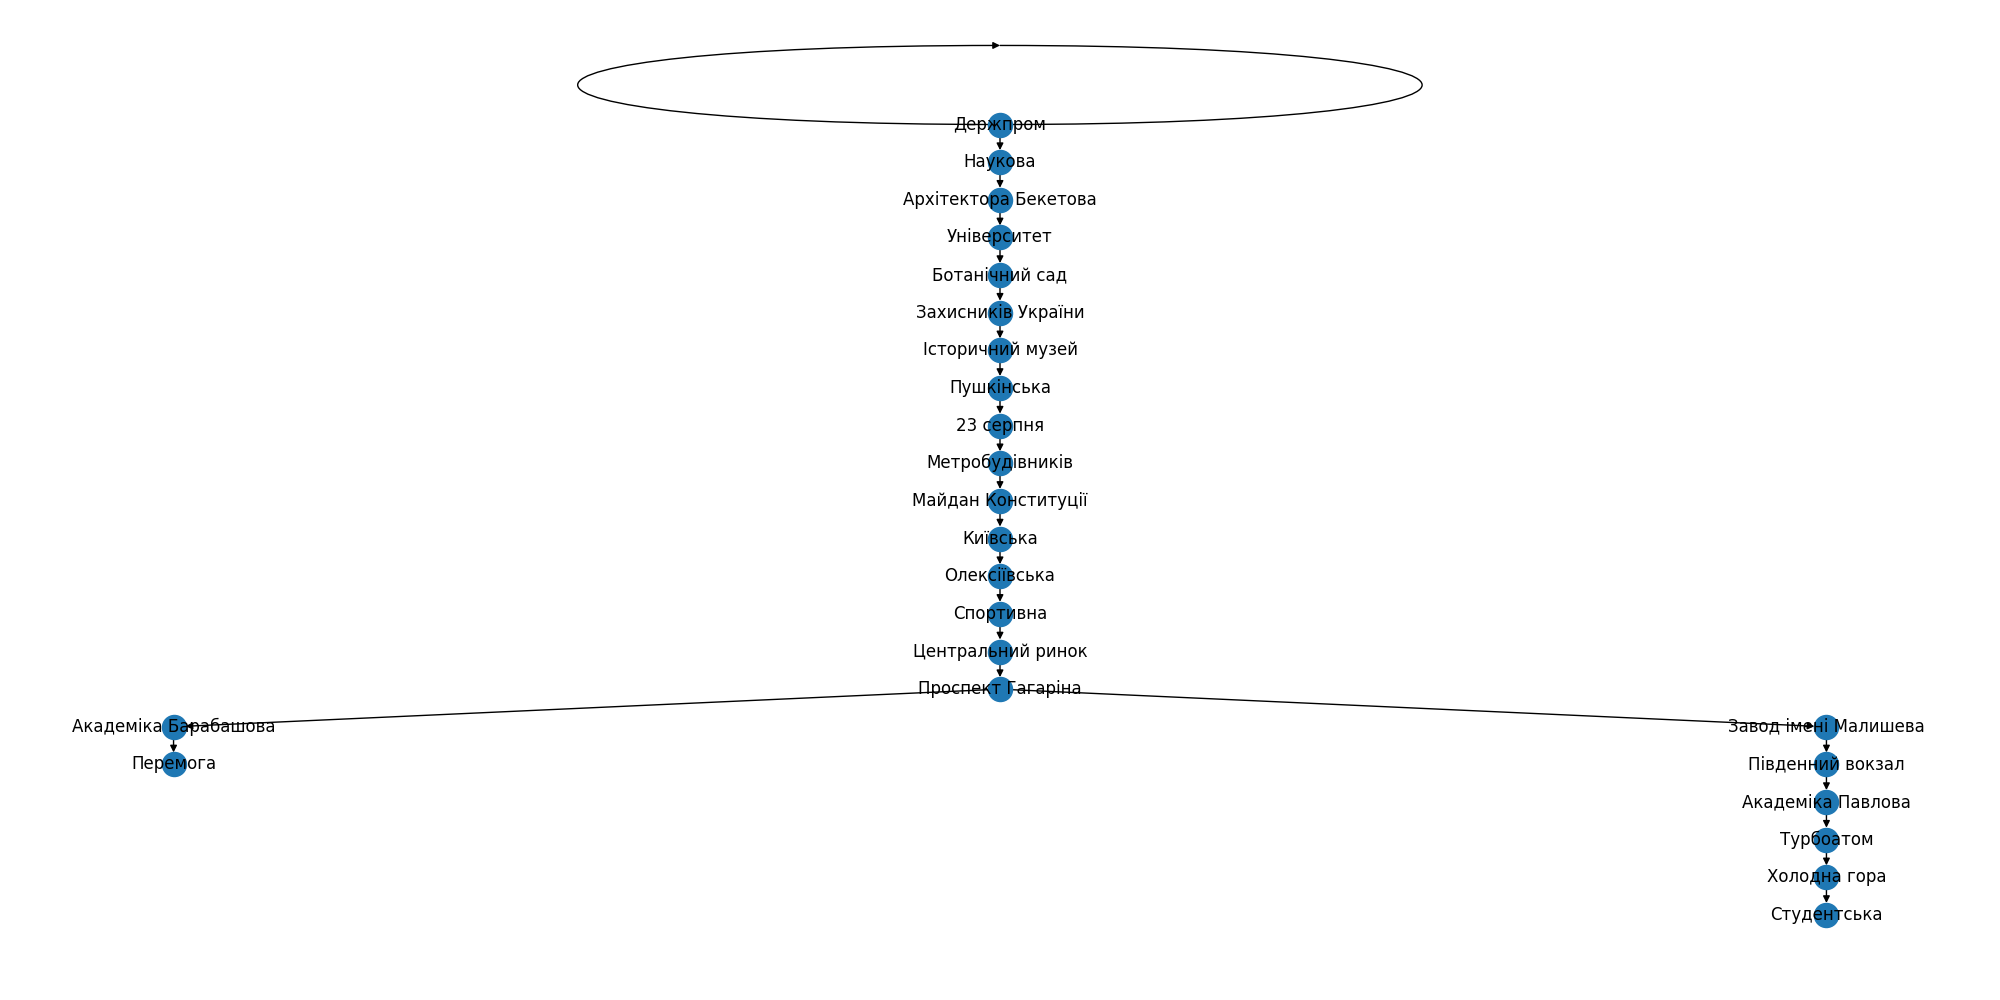 Держпром
Наукова
Архітектора Бекетова
Університет
Ботанічний сад
Захисників України
Історичний музей
Пушкінська
23 серпня
Метробудівників
Майдан Конституції
Київська
Олексіївська
Спортивна
Центральний ринок
Проспект Гагаріна
Академіка Барабашова
Завод імені Малишева
Перемога
Південний вокзал
Академіка Павлова
Турбоатом
Холодна гора
Студентська